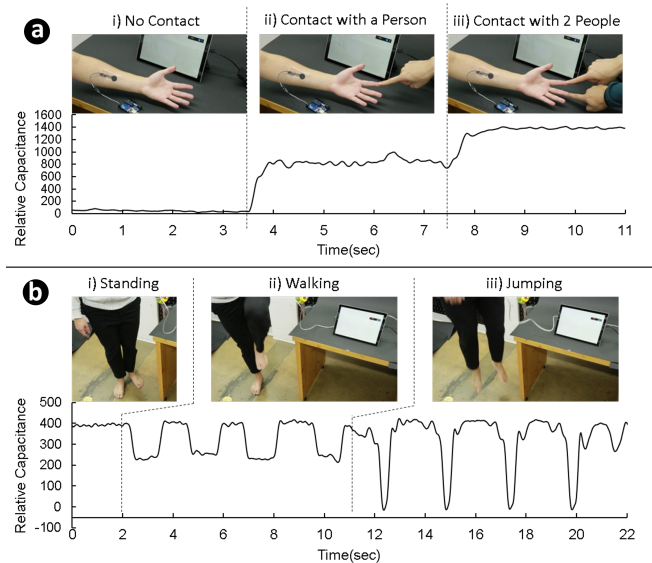 a
i) No Contact
ii) Contact with a Person
iii) Contact with 2 People
Relative Capacitance
1600
1400
1200
1000
800
600
400
200
0
0 1 2 3 4 5 6 7 8 9 10 11
Time(sec)
b
i) Standing
ii) Walking
iii) Jumping
Relative Capacitance
500
400
300
200
100
0
-100
0 2 4 6 8 10 12 14 16 18 20 22
Time(sec)